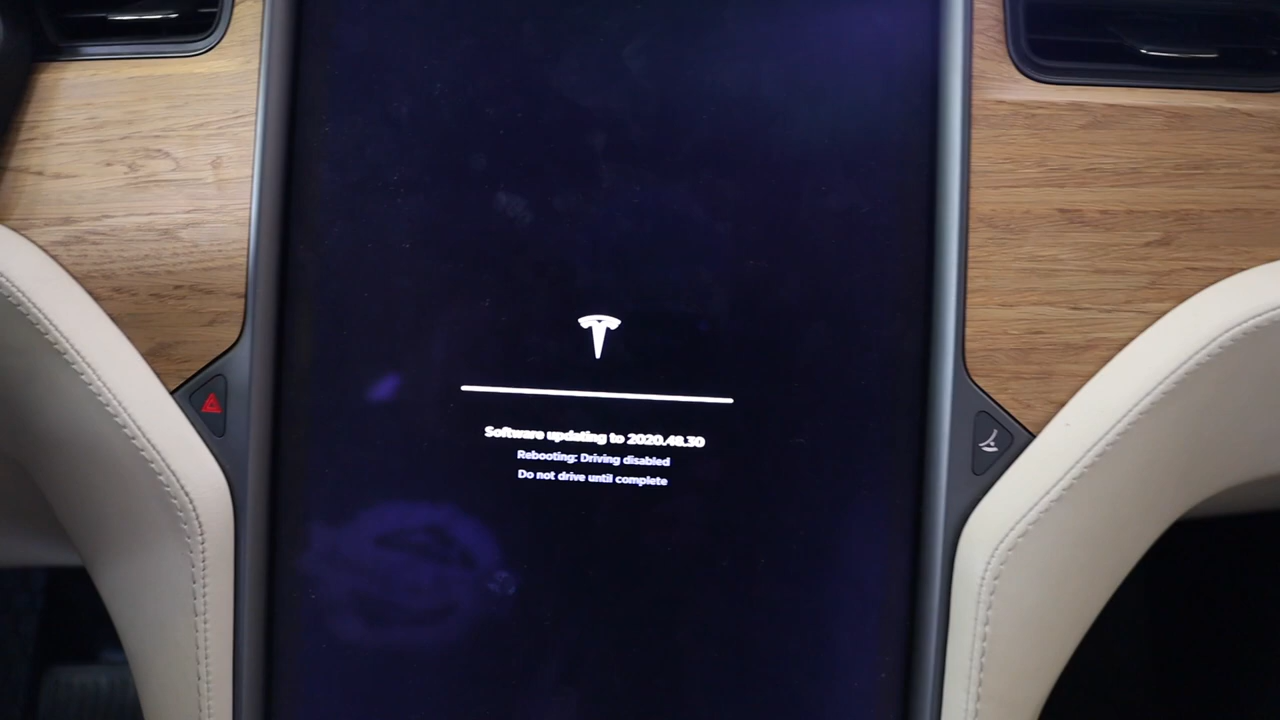 Software updating to 2020.48.30
Rebooting: Driving disabled
Do not drive until complete